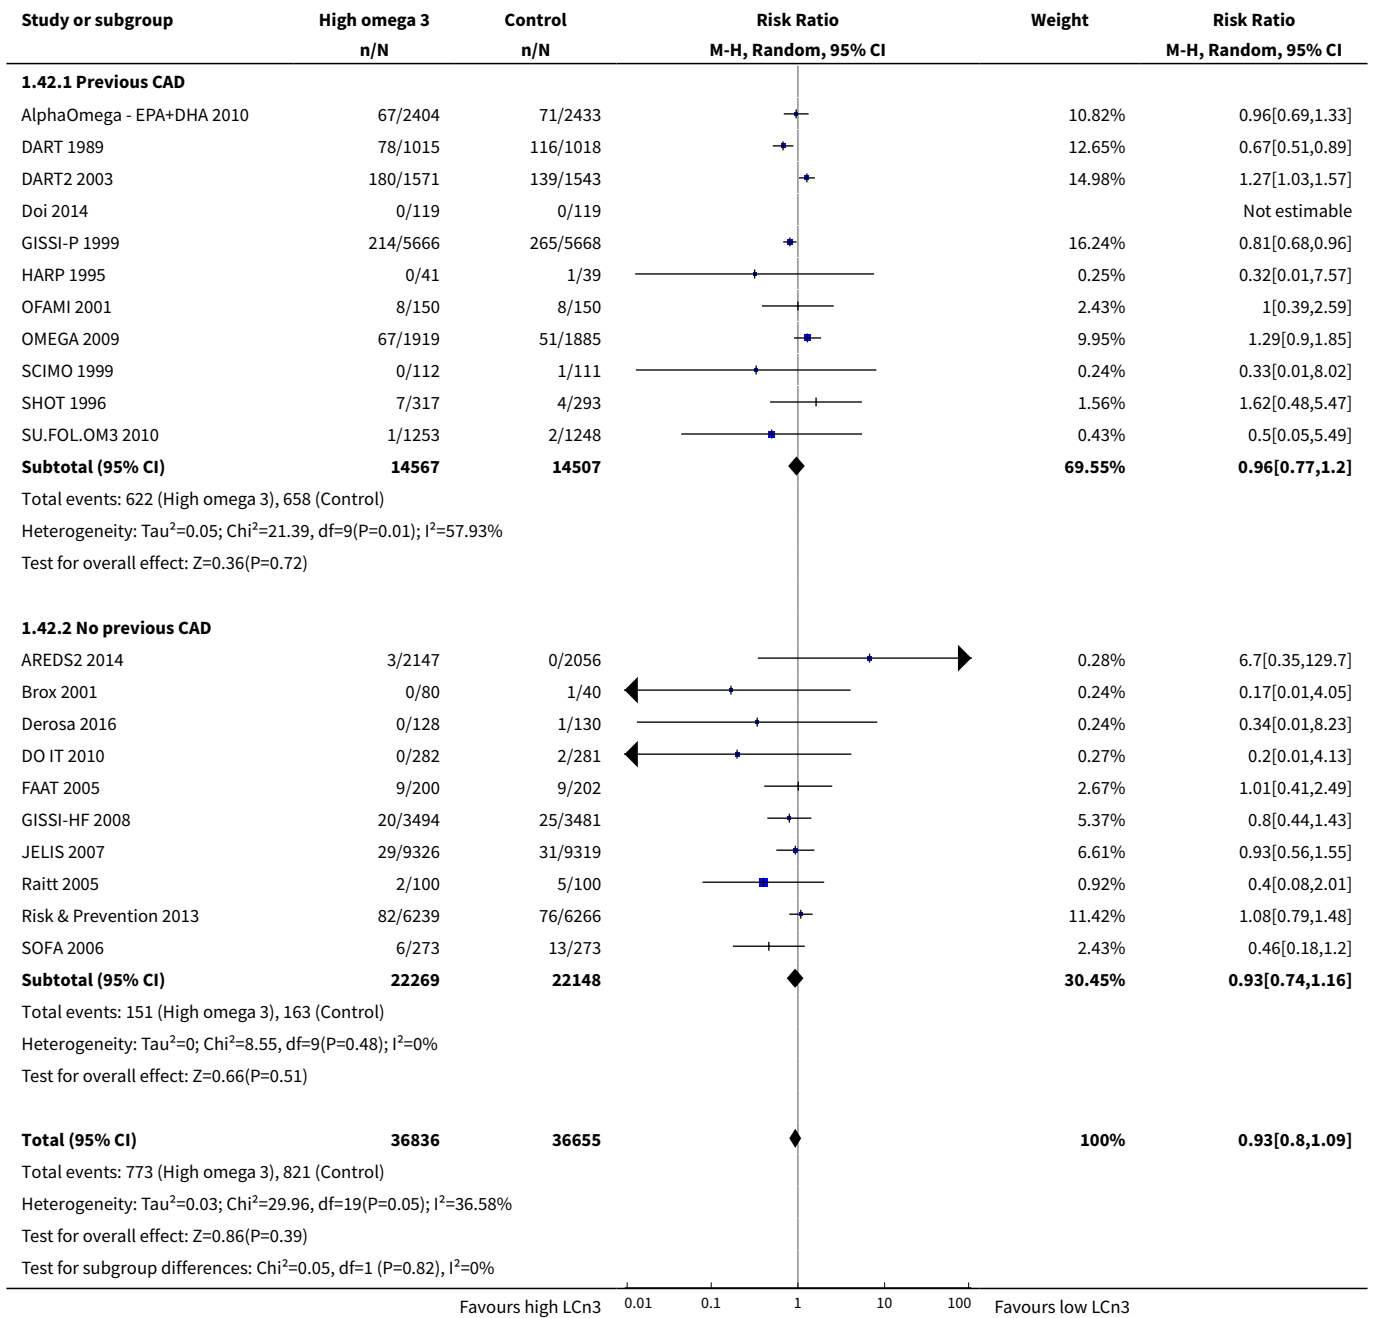 Study or subgroup High omega 3 Control Risk Ratio Weight Risk Ratio
n/N n/N M-H, Random, 95% CI M-H, Random, 95% CI
1.42.1 Previous CAD
AlphaOmega - EPA+DHA 2010 67/2404 71/2433 10.82% 0.96[0.69,1.33]
DART 1989 78/1015 116/1018 12.65% 0.67[0.51,0.89]
DART2 2003 180/1571 139/1543 14.98% 1.27[1.03,1.57]
Doi 2014 0/119 0/119 Not estimable
GISSI-P 1999 214/5666 265/5668 16.24% 0.81[0.68,0.96]
HARP 1995 0/41 1/39 0.25% 0.32[0.01,7.57]
OFAMI 2001 8/150 8/150 2.43% 1[0.39,2.59]
OMEGA 2009 67/1919 51/1885 9.95% 1.29[0.9,1.85]
SCIMO 1999 0/112 1/111 0.24% 0.33[0.01,8.02]
SHOT 1996 7/317 4/293 1.56% 1.62[0.48,5.47]
SU.FOL.OM3 2010 1/1253 2/1248 0.43% 0.5[0.05,5.49]
Subtotal (95% CI) 14567 14507 69.55% 0.96[0.77,1.2]
Total events: 622 (High omega 3), 658 (Control)
Heterogeneity: Tau²=0.05; Chi²=21.39, df=9(P=0.01); I²=57.93%
Test for overall effect: Z=0.36(P=0.72)
1.42.2 No previous CAD
AREDS2 2014 3/2147 0/2056 0.28% 6.7[0.35,129.7]
Brox 2001 0/80 1/40 0.24% 0.17[0.01,4.05]
Derosa 2016 0/128 1/130 0.24% 0.34[0.01,8.23]
DO IT 2010 0/282 2/281 0.27% 0.2[0.01,4.13]
FAAT 2005 9/200 9/202 2.67% 1.01[0.41,2.49]
GISSI-HF 2008 20/3494 25/3481 5.37% 0.8[0.44,1.43]
JELIS 2007 29/9326 31/9319 6.61% 0.93[0.56,1.55]
Raitt 2005 2/100 5/100 0.92% 0.4[0.08,2.01]
Risk & Prevention 2013 82/6239 76/6266 11.42% 1.08[0.79,1.48]
SOFA 2006 6/273 13/273 2.43% 0.46[0.18,1.2]
Subtotal (95% CI) 22269 22148 30.45% 0.93[0.74,1.16]
Total events: 151 (High omega 3), 163 (Control)
Heterogeneity: Tau²=0; Chi²=8.55, df=9(P=0.48); I²=0%
Test for overall effect: Z=0.66(P=0.51)
Total (95% CI) 36836 36655 100% 0.93[0.8,1.09]
Total events: 773 (High omega 3), 821 (Control)
Heterogeneity: Tau²=0.03; Chi²=29.96, df=19(P=0.05); I²=36.58%
Test for overall effect: Z=0.86(P=0.39)
Test for subgroup differences: Chi²=0.05, df=1 (P=0.82), I²=0%
Favours high LCn3 0.01 0.1 1 10 100 Favours low LCn3